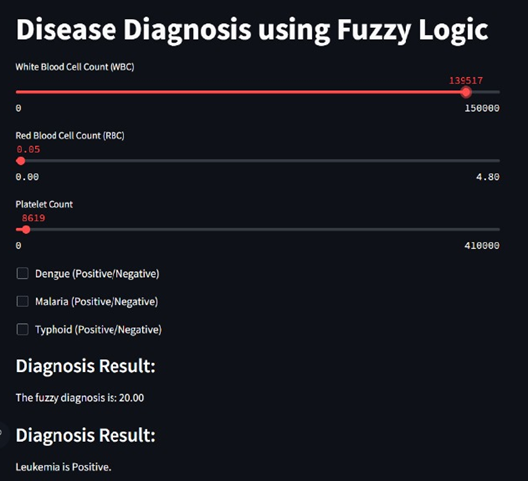 Disease Diagnosis using Fuzzy Logic
White Blood Cell Count (WBC)
139517
0 150000
Red Blood Cell Count (RBC)
0.05
0.00 4.80
Platelet Count
8619
0 410000
Dengue (Positive/Negative)
Malaria (Positive/Negative)
Typhoid (Positive/Negative)
Diagnosis Result:
The fuzzy diagnosis is: 20.00
Diagnosis Result:
Leukemia is Positive.